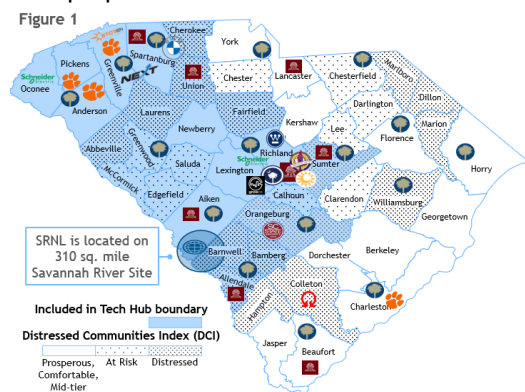 Figure 1
Cherokee
York
Spartanburg
Pickens
Greenville
NEXT
Schneider
Oconee
Anderson
Union
Chester
Lancaster
Chesterfield
Marlboro
Dillon
Darlington
Marion
Florence
Horry
Laurens
Fairfield
Kershaw
Lee
Abbeville
Greenwood
Newberry
Saluda
McCormick
Edgefield
Lexington
Richland
Schneider
Sumter
Calhoun
Clarendon
Williamsburg
Georgetown
Aiken
Orangeburg
Barnwell
Bamberg
Allendale
Dorchester
Berkeley
Charleston
Colleton
Hampton
Jasper
Beaufort
SRNL is located on
310 sq. mile
Savannah River Site
Included in Tech Hub boundary
Distressed Communities Index (DCI)
Prosperous,
Comfortable,
Mid-tier
At Risk
Distressed